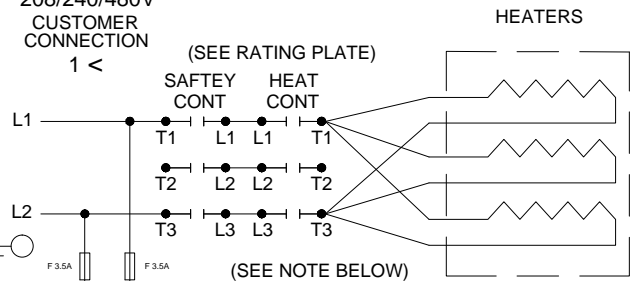 208/240/480V
CUSTOMER
CONNECTION
1 <
HEATERS
(SEE RATING PLATE)
SAFTEY
CONT
HEAT
CONT
L1
T1
L1
L1
T1
T2
L2
L2
T2
L2
T3
L3
L3
T3
F 3.5A
F 3.5A
(SEE NOTE BELOW)